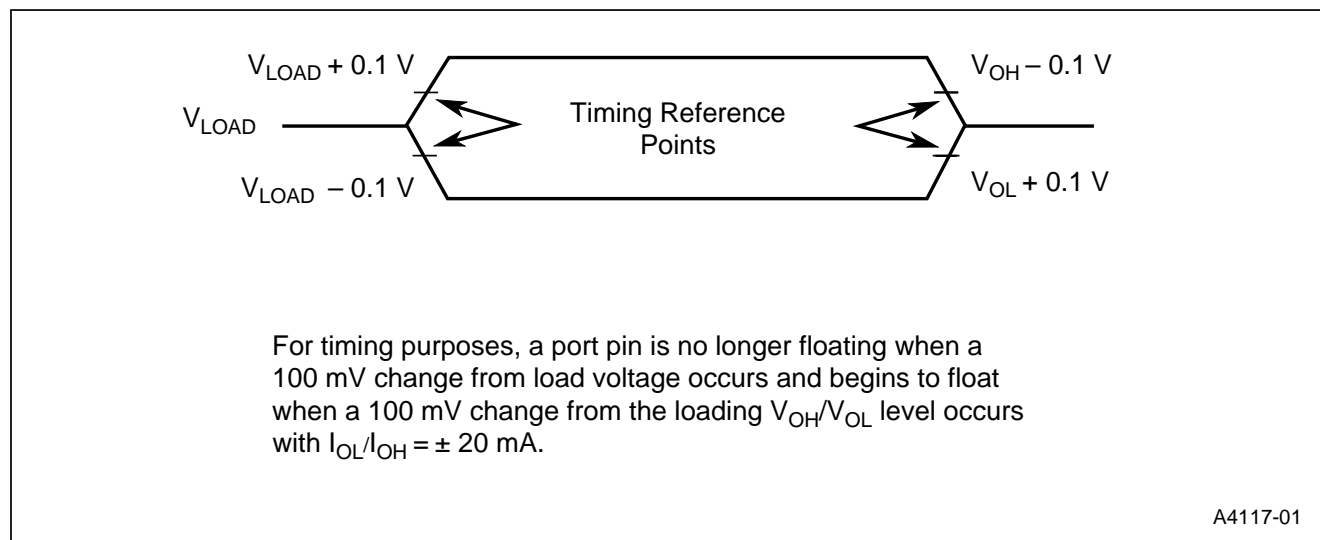 V_LOAD + 0.1 V
V_OH – 0.1 V
V_LOAD
Timing Reference
Points
V_LOAD – 0.1 V
V_OL + 0.1 V
For timing purposes, a port pin is no longer floating when a
100 mV change from load voltage occurs and begins to float
when a 100 mV change from the loading V_OH/V_OL level occurs
with I_OL/I_OH = ± 20 mA.
A4117-01